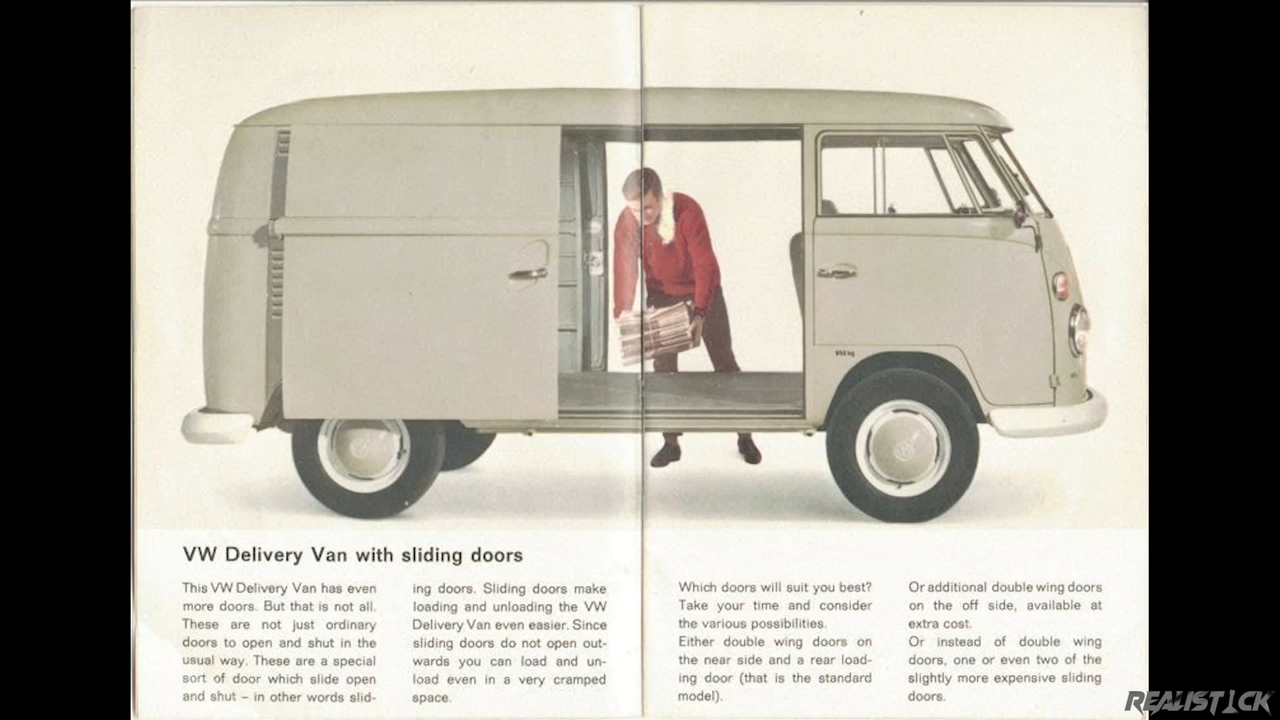 850 kg
VW Delivery Van with sliding doors
This VW Delivery Van has even
more doors. But that is not all.
These are not just ordinary
doors to open and shut in the
usual way. These are a special
sort of door which slide open
and shut – in other words slid-
ing doors. Sliding doors make
loading and unloading the VW
Delivery Van even easier. Since
sliding doors do not open out-
wards you can load and un-
load even in a very cramped
space.
Which doors will suit you best?
Take your time and consider
the various possibilities.
Either double wing doors on
the near side and a rear load-
ing door (that is the standard
model).
Or additional double wing doors
on the off side, available at
extra cost.
Or instead of double wing
doors, one or even two of the
slightly more expensive sliding
doors.
REALIST1CK